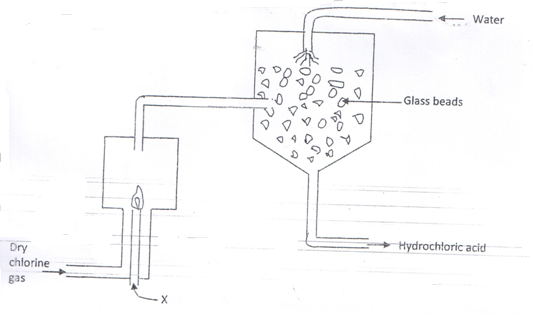 Water
Glass beads
Dry
chlorine
gas
Hydrochloric acid
X